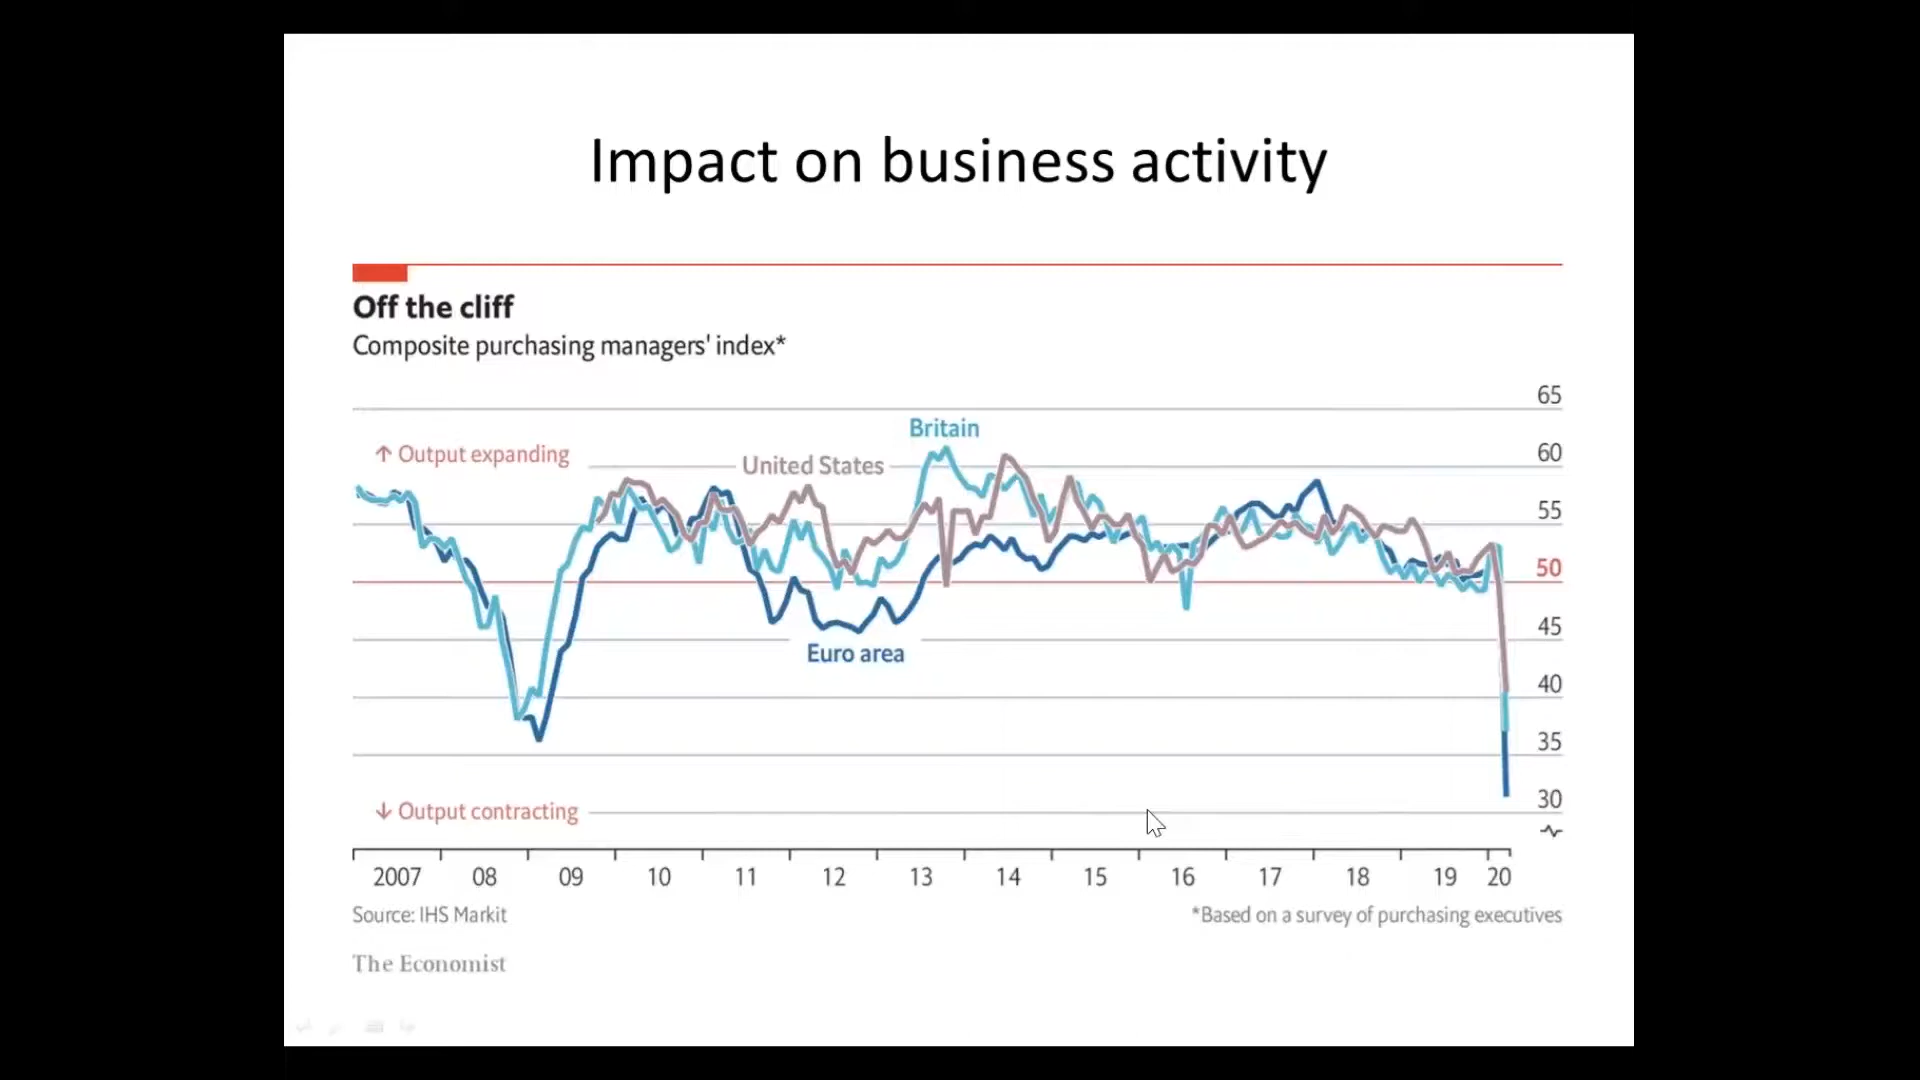 Impact on business activity
Off the cliff
Composite purchasing managers' index*
65
Britain
↑ Output expanding
United States
60
55
50
45
Euro area
40
35
30
↓ Output contracting
2007 08 09 10 11 12 13 14 15 16 17 18 19 20
Source: IHS Markit
*Based on a survey of purchasing executives
The Economist